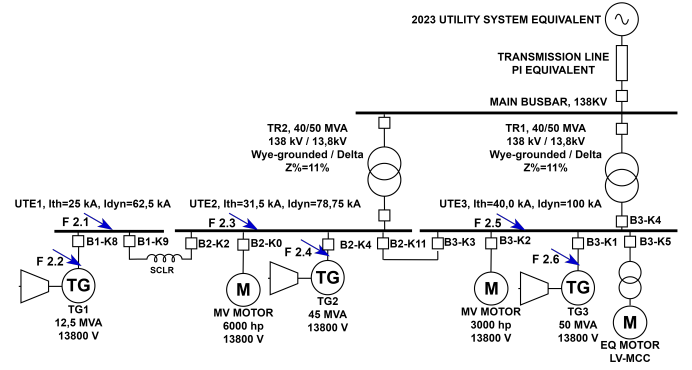 2023 UTILITY SYSTEM EQUIVALENT
TRANSMISSION LINE
PI EQUIVALENT
MAIN BUSBAR, 138KV
TR2, 40/50 MVA
138 kV / 13,8kV
Wye-grounded / Delta
Z%=11%
TR1, 40/50 MVA
138 kV / 13,8kV
Wye-grounded / Delta
Z%=11%
UTE1, Ith=25 kA, Idyn=62,5 kA
UTE2, Ith=31,5 kA, Idyn=78,75 kA
UTE3, Ith=40,0 kA, Idyn=100 kA
B3-K4
F 2.1
F 2.3
F 2.5
B1-K8
B1-K9
B2-K2
B2-K0
B2-K4
B2-K11
B3-K3
B3-K2
B3-K1
B3-K5
F 2.2
F 2.4
F 2.6
SCLR
TG
TG1
12,5 MVA
13800 V
M
MV MOTOR
6000 hp
13800 V
TG
TG2
45 MVA
13800 V
M
MV MOTOR
3000 hp
13800 V
TG
TG3
50 MVA
13800 V
M
EQ MOTOR
LV-MCC